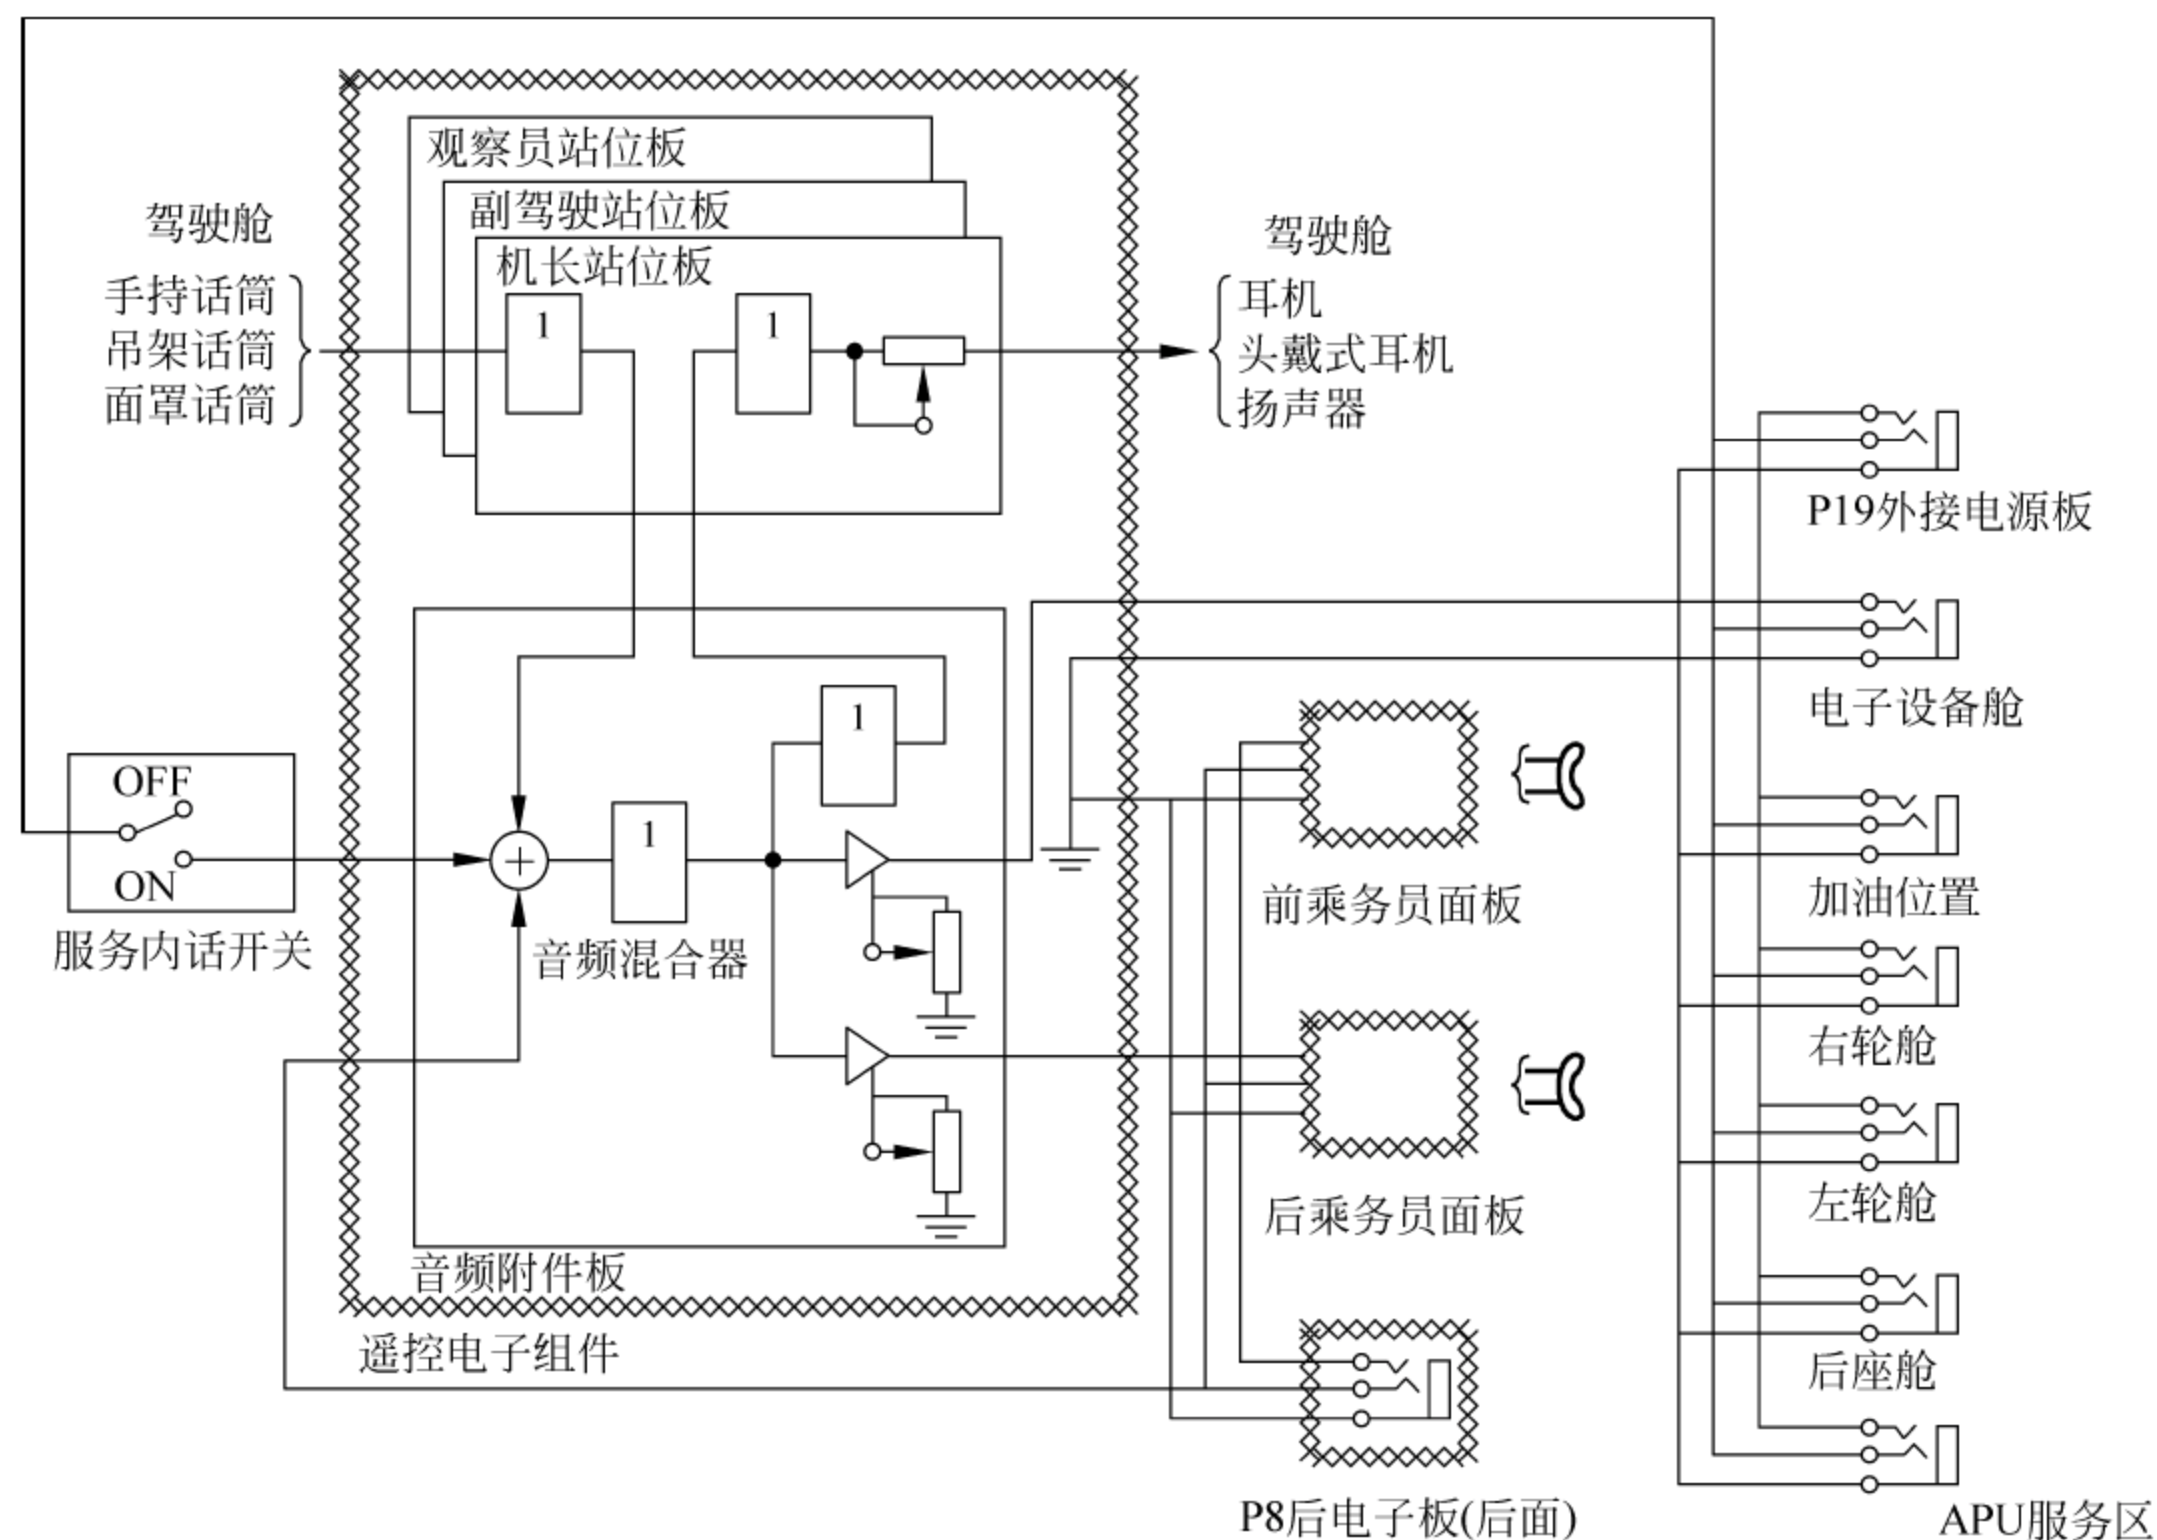 观察员站位板
副驾驶站位板
机长站位板
驾驶舱
手持话筒
吊架话筒
面罩话筒
1
1
驾驶舱
耳机
头戴式耳机
扬声器
P19外接电源板
电子设备舱
1
OFF
ON
服务内话开关
+
1
音频混合器
前乘务员面板
加油位置
右轮舱
后乘务员面板
左轮舱
音频附件板
遥控电子组件
后座舱
P8后电子板(后面)
APU服务区